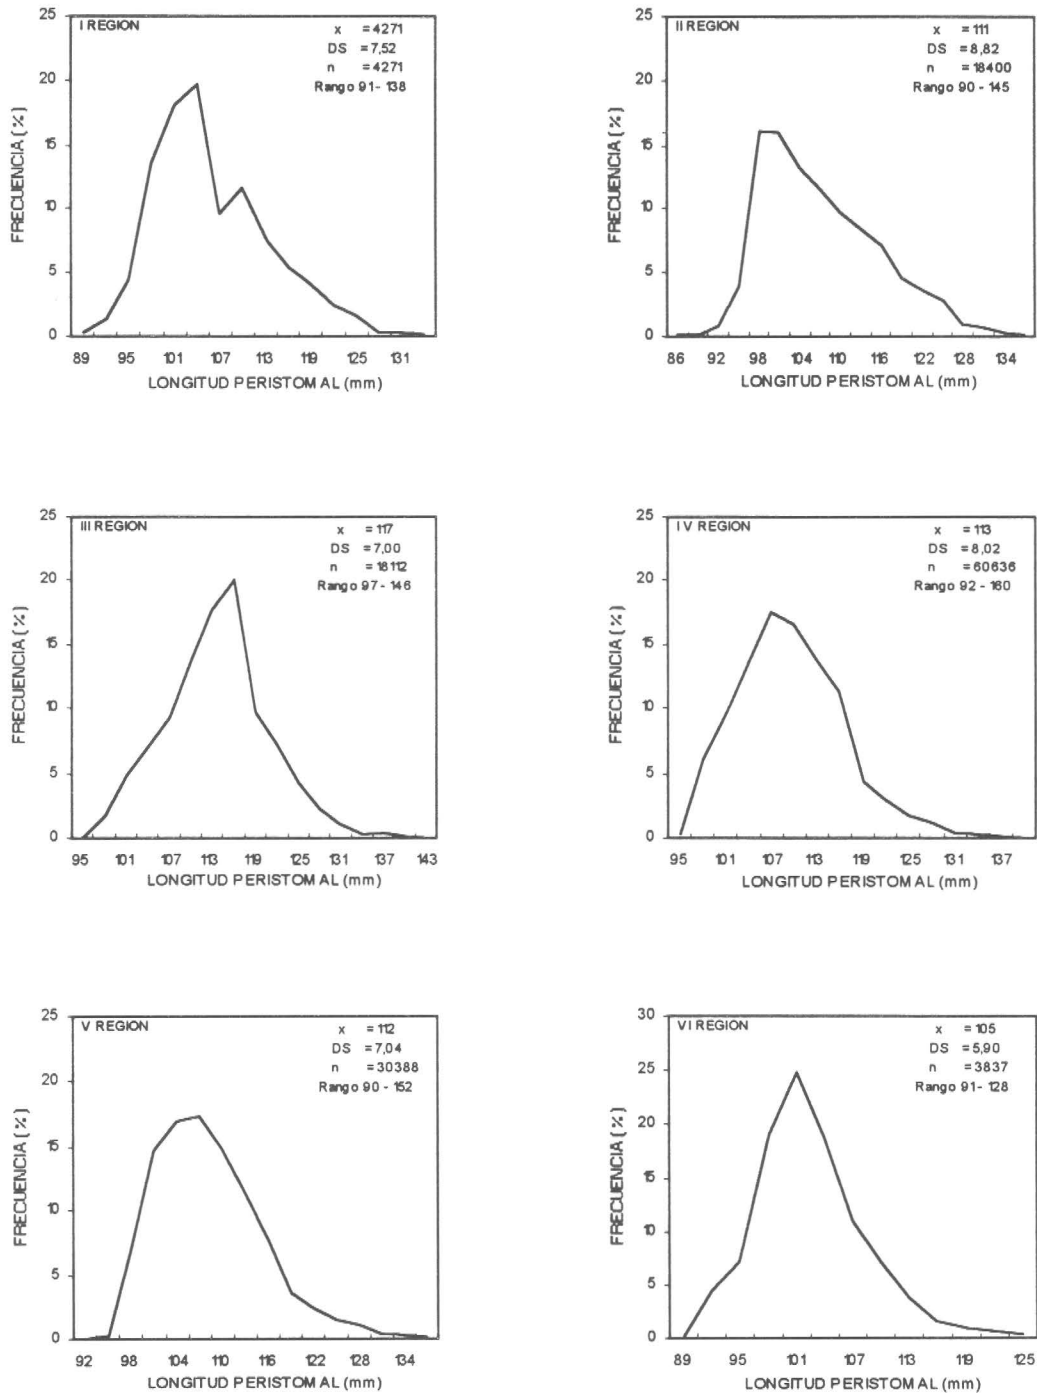 I REGION
x = 4271
DS = 7,52
n = 4271
Rango 91- 138
FRECUENCIA (%)
25
20
15
10
5
0
89 95 101 107 113 119 125 131
LONGITUD PERISTOMAL (mm)
II REGION
x = 111
DS = 8,82
n = 18400
Rango 90 - 145
FRECUENCIA (%)
25
20
15
10
5
0
86 92 98 104 110 116 122 128 134
LONGITUD PERISTOMAL (mm)
III REGION
x = 117
DS = 7,00
n = 18112
Rango 97 - 146
FRECUENCIA (%)
25
20
15
10
5
0
95 101 107 113 119 125 131 137 143
LONGITUD PERISTOMAL (mm)
IV REGION
x = 113
DS = 8,02
n = 60636
Rango 92 - 160
FRECUENCIA (%)
25
20
15
10
5
0
95 101 107 113 119 125 131 137
LONGITUD PERISTOMAL (mm)
V REGION
x = 112
DS = 7,04
n = 30388
Rango 90 - 152
FRECUENCIA (%)
25
20
15
10
5
0
92 98 104 110 116 122 128 134
LONGITUD PERISTOMAL (mm)
VI REGION
x = 105
DS = 5,90
n = 3837
Rango 91- 128
FRECUENCIA (%)
30
25
20
15
10
5
0
89 95 101 107 113 119 125
LONGITUD PERISTOMAL (mm)